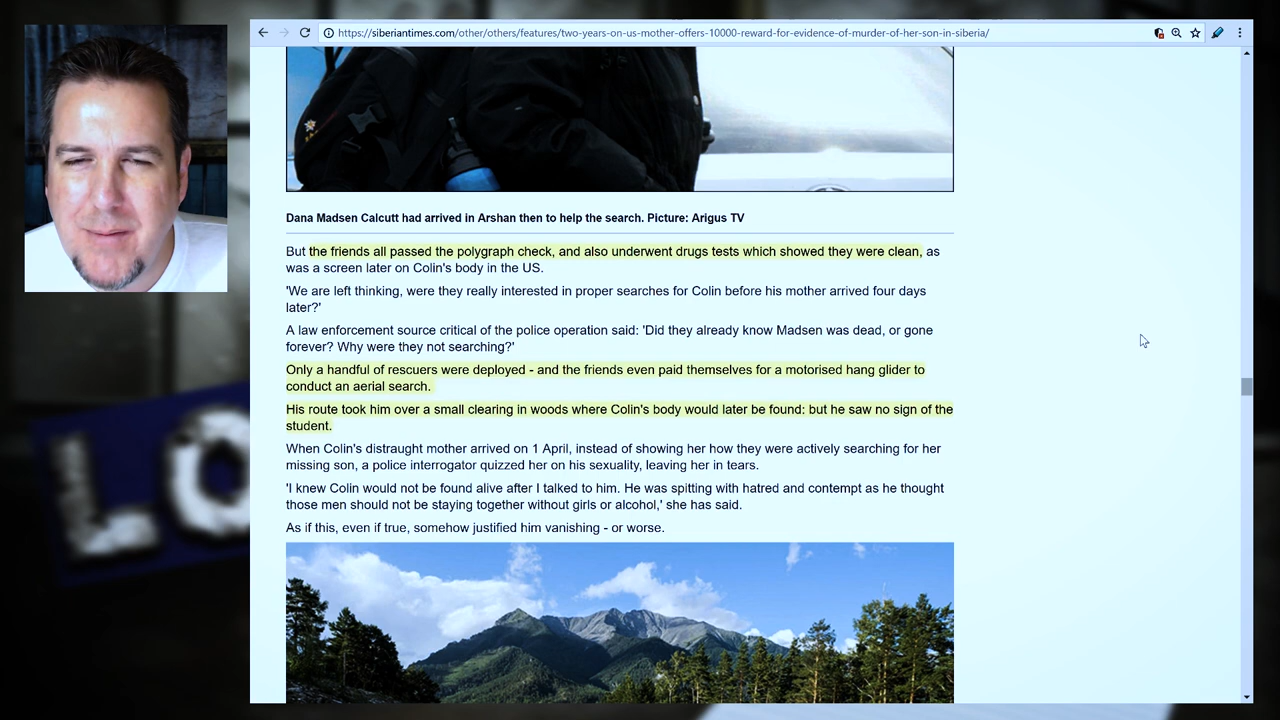 https://siberiantimes.com/other/others/features/two-years-on-us-mother-offers-10000-reward-for-evidence-of-murder-of-her-son-in-siberia/
Dana Madsen Calcutt had arrived in Arshan then to help the search. Picture: Arigus TV
But the friends all passed the polygraph check, and also underwent drugs tests which showed they were clean, as
was a screen later on Colin's body in the US.
'We are left thinking, were they really interested in proper searches for Colin before his mother arrived four days
later?'
A law enforcement source critical of the police operation said: 'Did they already know Madsen was dead, or gone
forever? Why were they not searching?'
Only a handful of rescuers were deployed - and the friends even paid themselves for a motorised hang glider to
conduct an aerial search.
His route took him over a small clearing in woods where Colin's body would later be found: but he saw no sign of the
student.
When Colin's distraught mother arrived on 1 April, instead of showing her how they were actively searching for her
missing son, a police interrogator quizzed her on his sexuality, leaving her in tears.
'I knew Colin would not be found alive after I talked to him. He was spitting with hatred and contempt as he thought
those men should not be staying together without girls or alcohol,' she has said.
As if this, even if true, somehow justified him vanishing - or worse.
LO